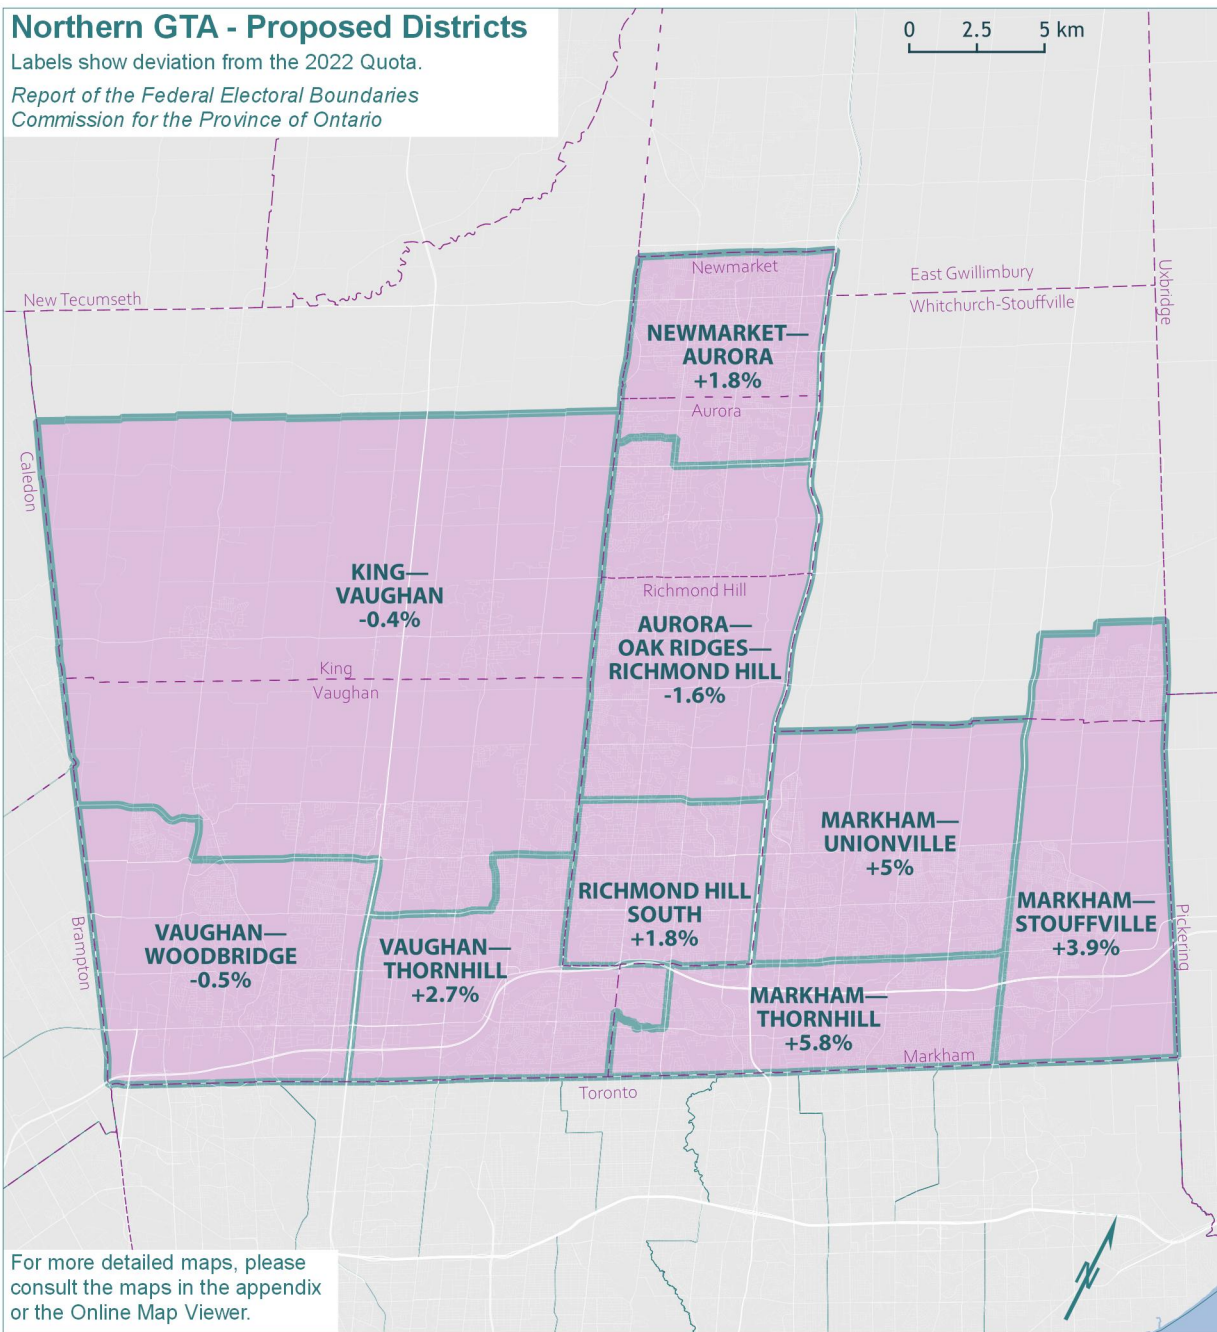 Northern GTA - Proposed Districts
Labels show deviation from the 2022 Quota.
Report of the Federal Electoral Boundaries
Commission for the Province of Ontario
0 2.5 5 km
Newmarket
East Gwillimbury
Whitchurch-Stouffville
Uxbridge
New Tecumseth
NEWMARKET—
AURORA
+1.8%
Aurora
Caledon
KING—
VAUGHAN
-0.4%
Richmond Hill
AURORA—
OAK RIDGES—
RICHMOND HILL
-1.6%
King
Vaughan
MARKHAM—
UNIONVILLE
+5%
RICHMOND HILL
SOUTH
+1.8%
MARKHAM—
STOUFFVILLE
+3.9%
Pickering
Brampton
VAUGHAN—
WOODBRIDGE
-0.5%
VAUGHAN—
THORNHILL
+2.7%
MARKHAM—
THORNHILL
+5.8%
Markham
Toronto
For more detailed maps, please
consult the maps in the appendix
or the Online Map Viewer.
N